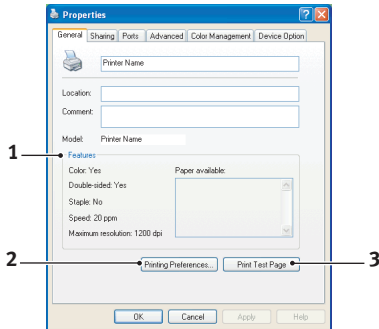 Properties
General Sharing Ports Advanced Color Management Device Option
Printer Name
Location:
Comment:
Model: Printer Name
1
Features
Color: Yes Paper available:
Double-sided: Yes
Staple: No
Speed: 20 ppm
Maximum resolution: 1200 dpi
2 Printing Preferences... Print Test Page 3
OK Cancel Apply Help